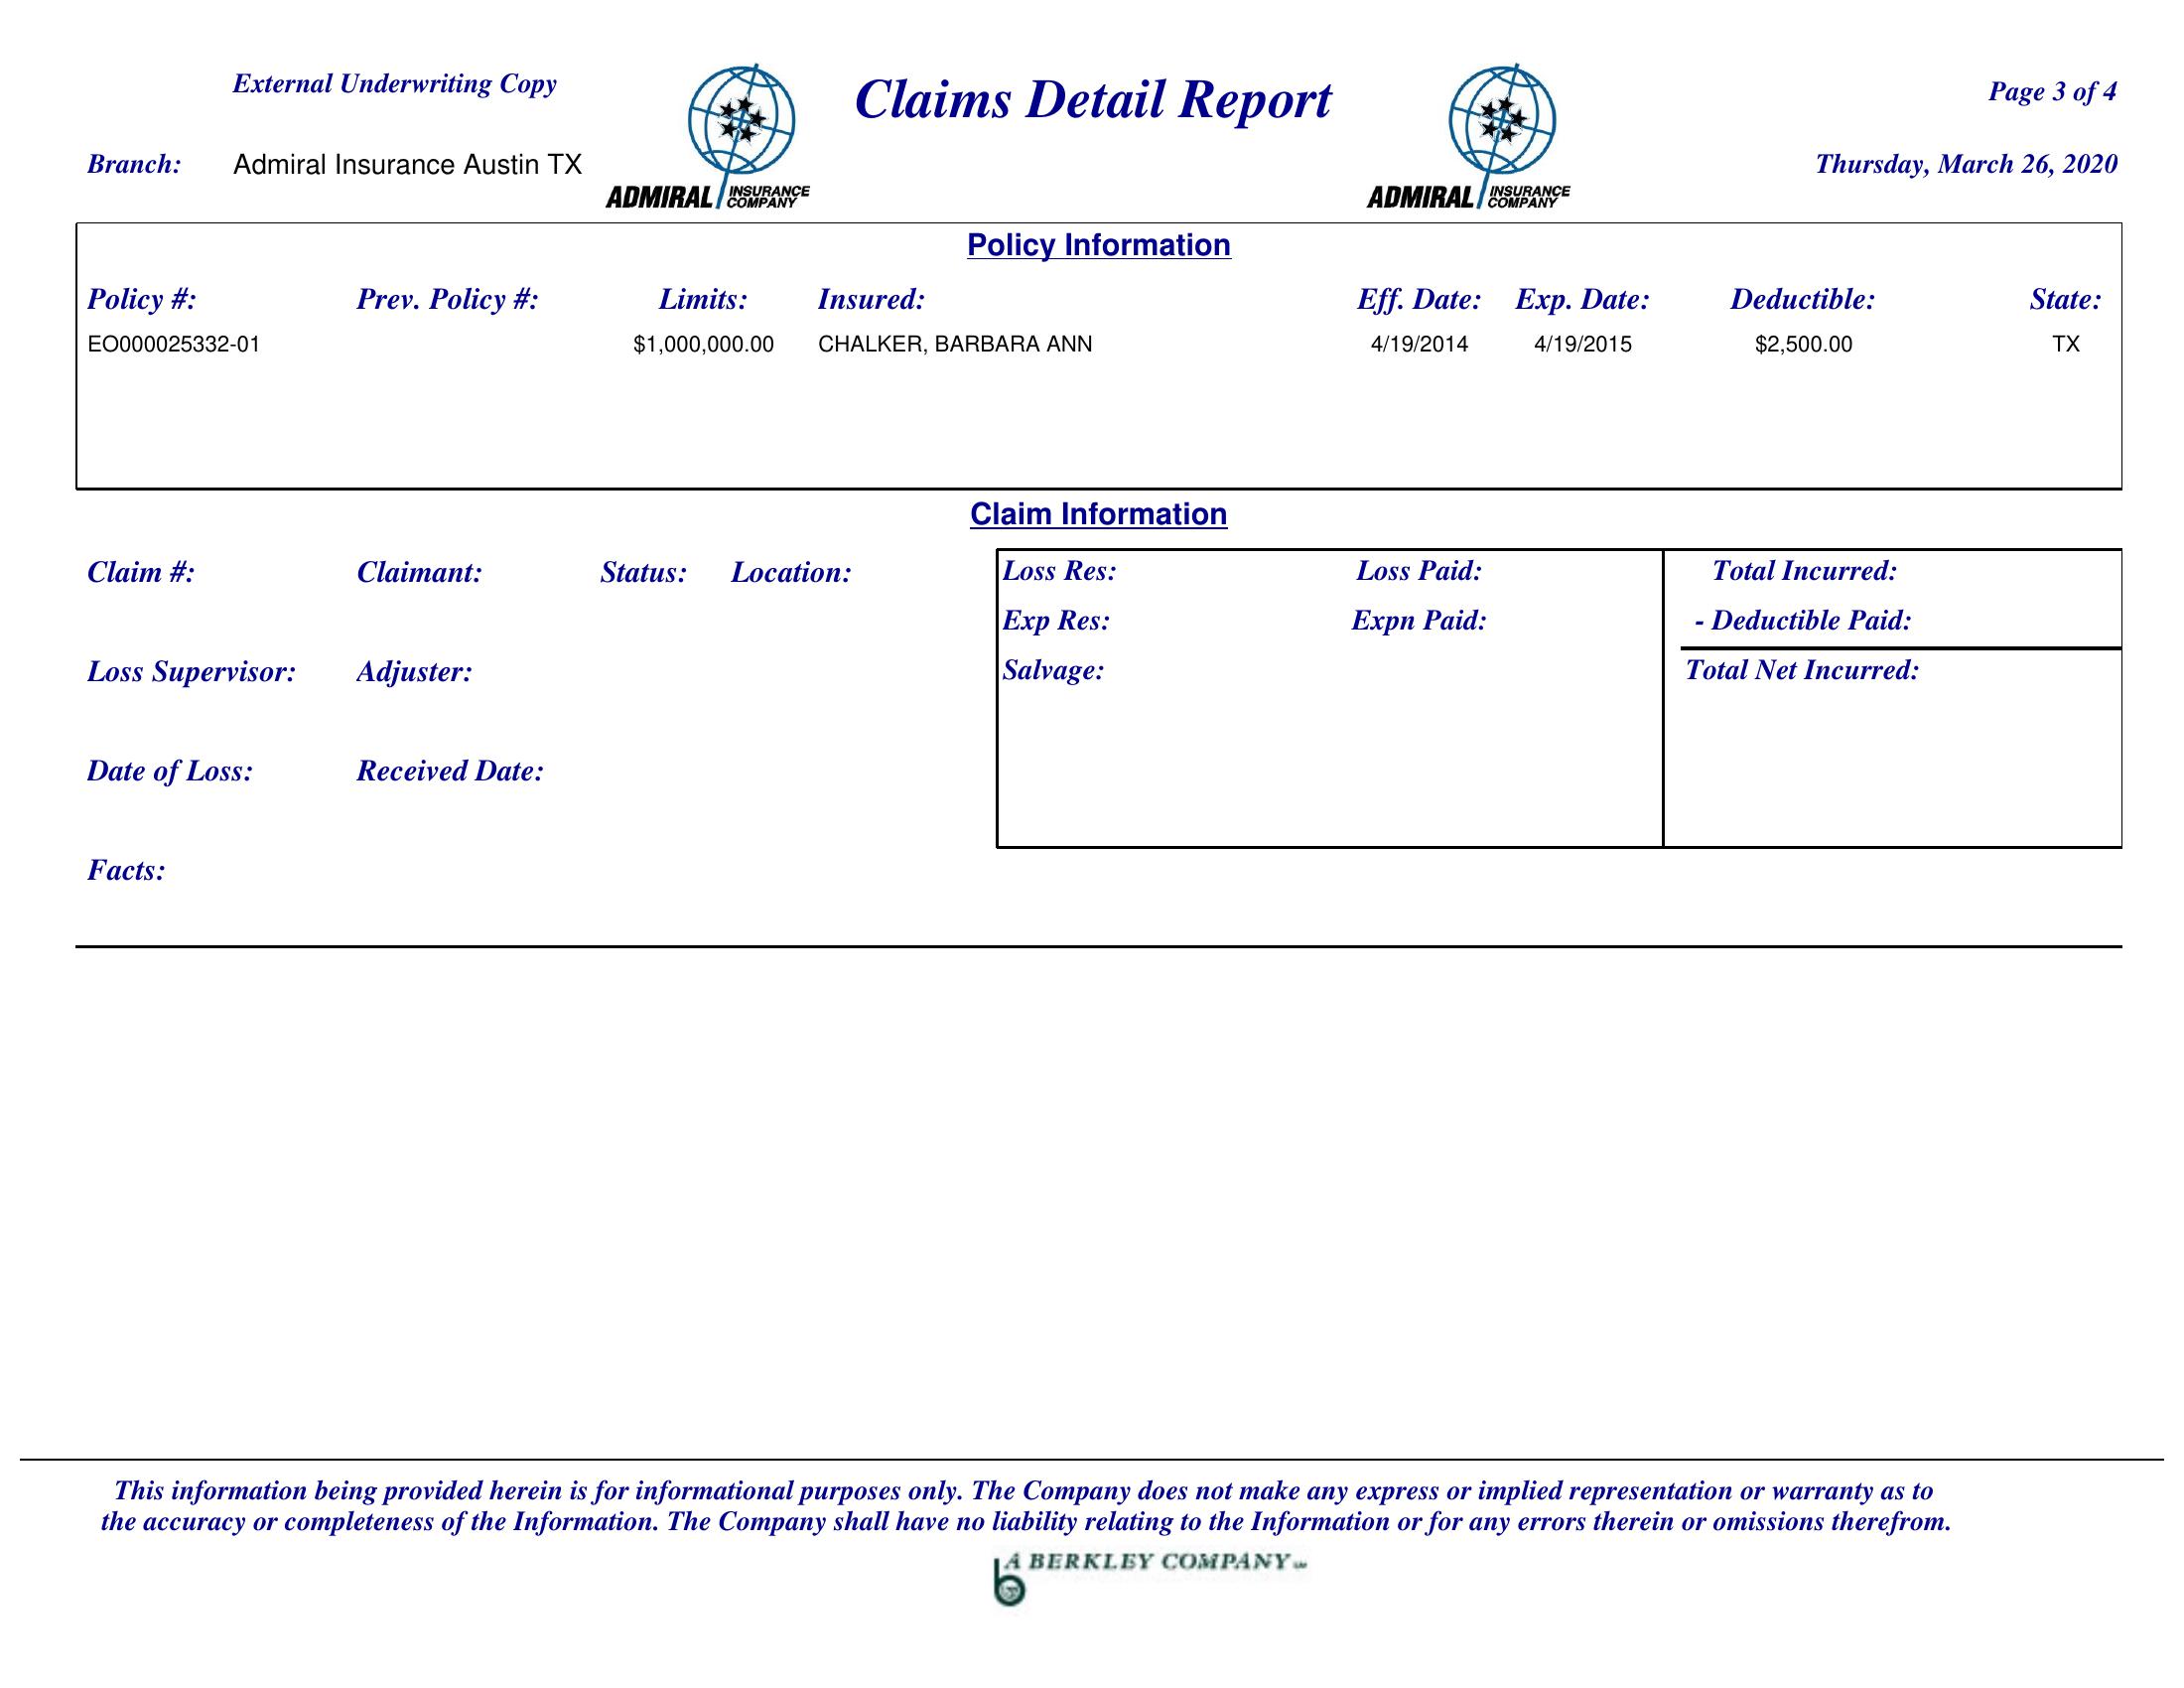 External Underwriting Copy
Claims Detail Report
Page 3 of 4
Branch: Admiral Insurance Austin TX
Thursday, March 26, 2020
ADMIRAL INSURANCE COMPANY
ADMIRAL INSURANCE COMPANY
Policy Information
Policy #: Prev. Policy #: Limits: Insured: Eff. Date: Exp. Date: Deductible: State:
EO000025332-01 $1,000,000.00 CHALKER, BARBARA ANN 4/19/2014 4/19/2015 $2,500.00 TX
Claim Information
Claim #: Claimant: Status: Location: Loss Res: Loss Paid: Total Incurred:
Exp Res: Expn Paid: - Deductible Paid:
Loss Supervisor: Adjuster: Salvage: Total Net Incurred:
Date of Loss: Received Date:
Facts:
This information being provided herein is for informational purposes only. The Company does not make any express or implied representation or warranty as to
the accuracy or completeness of the Information. The Company shall have no liability relating to the Information or for any errors therein or omissions therefrom.
A BERKLEY COMPANY